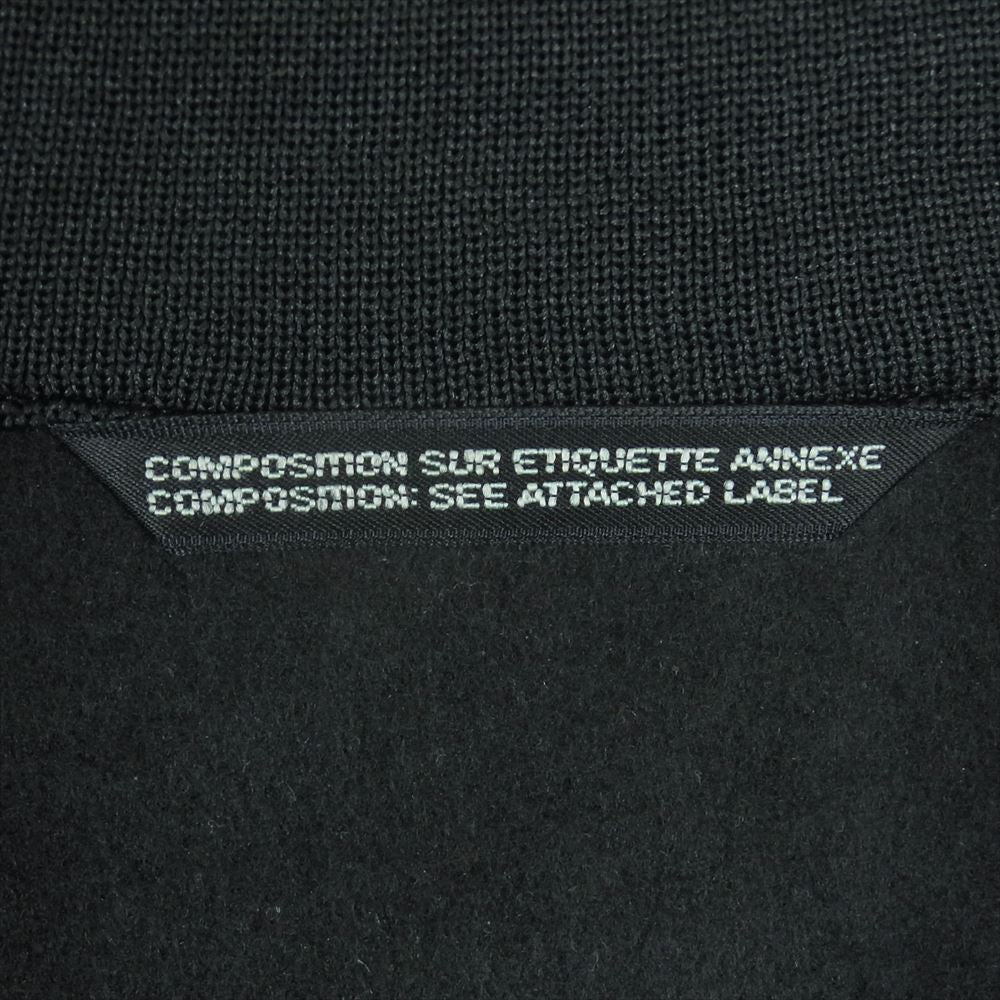 COMPOSITION SUR ETIQUETTE ANNEXE
COMPOSITION: SEE ATTACHED LABEL